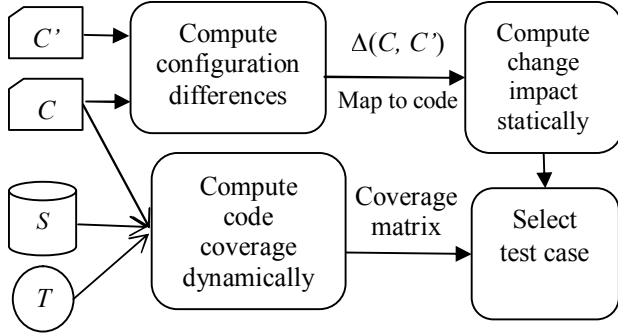 C’
C
S
T
Compute
configuration
differences
Δ(C, C’)
Map to code
Compute
change
impact
statically
Compute
code
coverage
dynamically
Coverage
matrix
Select
test case